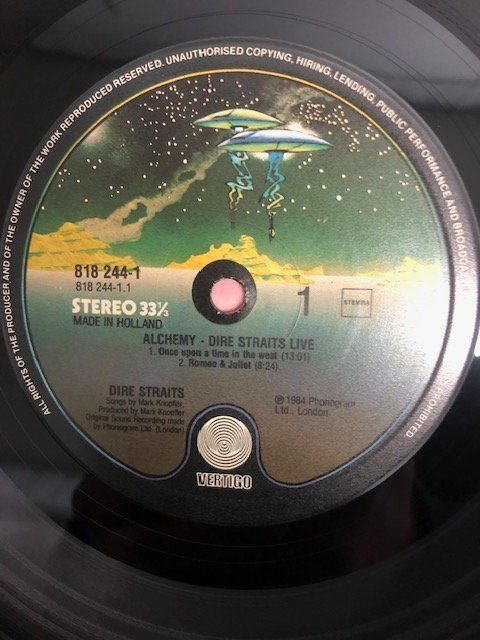 ALL RIGHTS OF THE PRODUCER AND OF THE OWNER OF THE WORK REPRODUCED RESERVED. UNAUTHORISED COPYING, HIRING, LENDING, PUBLIC PERFORMANCE AND BROADCAS
PROHIBITED
818 244-1
818 244-1.1
STEREO 33⅓
MADE IN HOLLAND
1
STEMRA
ALCHEMY - DIRE STRAITS LIVE
1. Once upon a time in the west (13:01)
2. Romeo & Juliet (8:24)
DIRE STRAITS
Songs by Mark Knopfler
Produced by Mark Knopfler
Original Sound Recording made
by Phonogram Ltd. (London)
℗ 1984 Phonogram
Ltd., London
VERTIGO